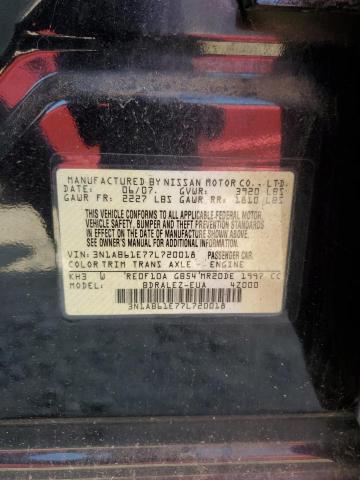 MANUFACTURED BY NISSAN MOTOR CO., LTD.
DATE: 06/07. GVWR: 3920 LBS
GAWR FR: 2227 LBS GAWR RR: 1810 LBS
THIS VEHICLE CONFORMS TO ALL APPLICABLE FEDERAL MOTOR
VEHICLE SAFETY, BUMPER AND THEFT PREVENTION STANDARDS
IN EFFECT ON THE DATE OF MANUFACTURE SHOWN ABOVE.
SEE OWNER'S MANUAL FOR ADDITIONAL INFORMATION.
VIN: 3N1AB61E77L720018 PASSENGER CAR.
COLOR TRIM TRANS AXLE ENGINE
KH3 W RE0F10A GB54 MR20DE 1997 CC
MODEL: BDRALEZ-EUA 4Z000
3N1AB61E77L720018